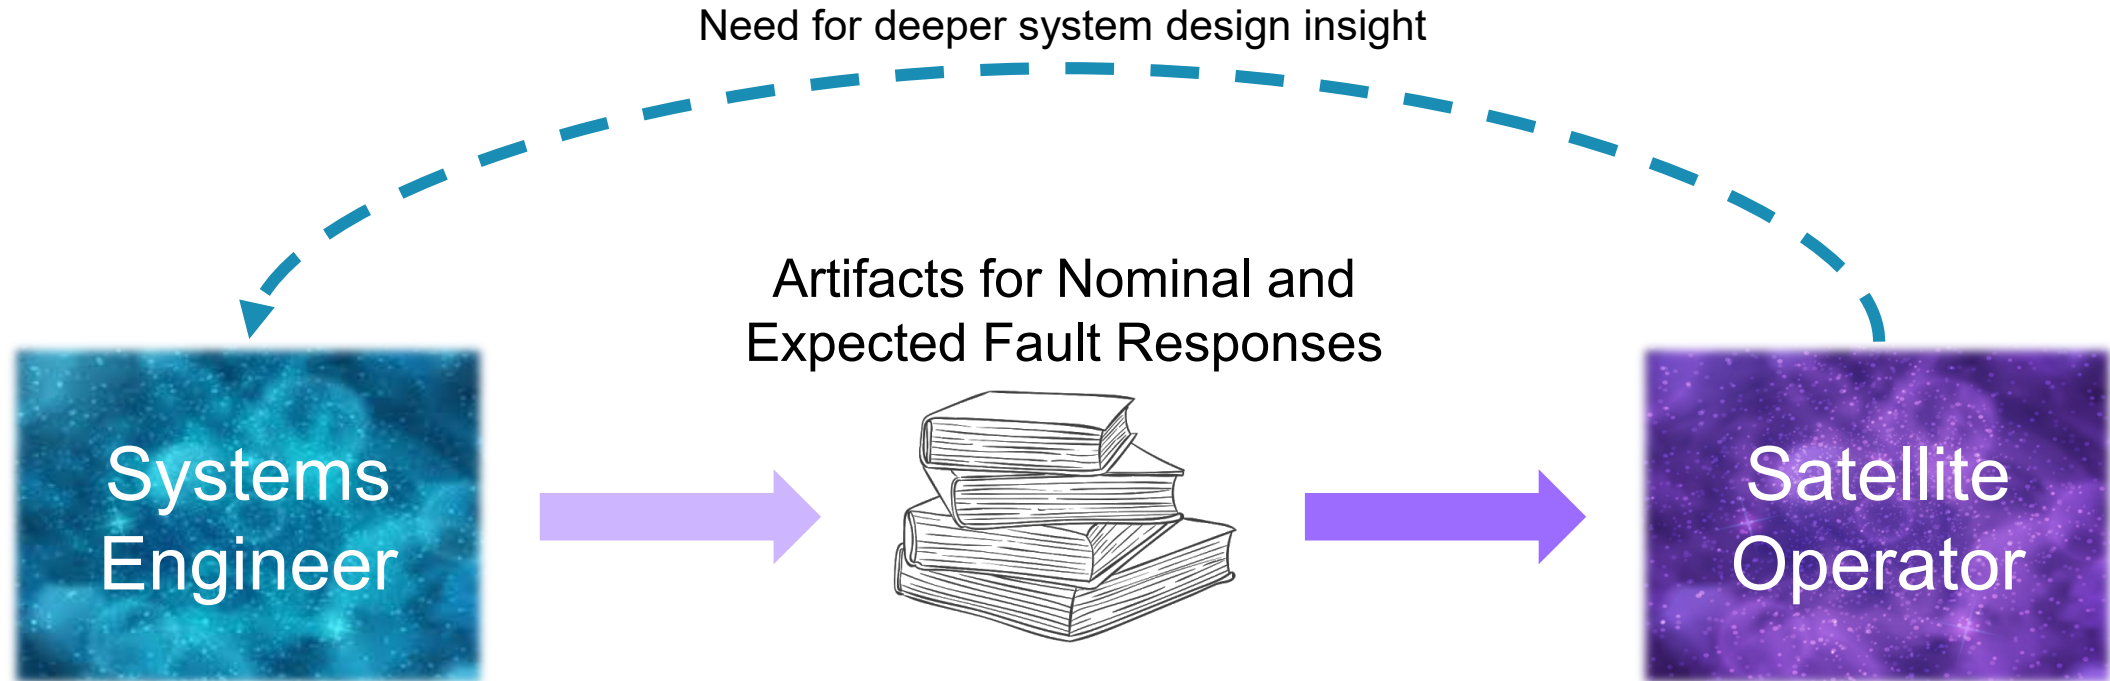 Need for deeper system design insight
Artifacts for Nominal and
Expected Fault Responses
Systems
Engineer
Satellite
Operator